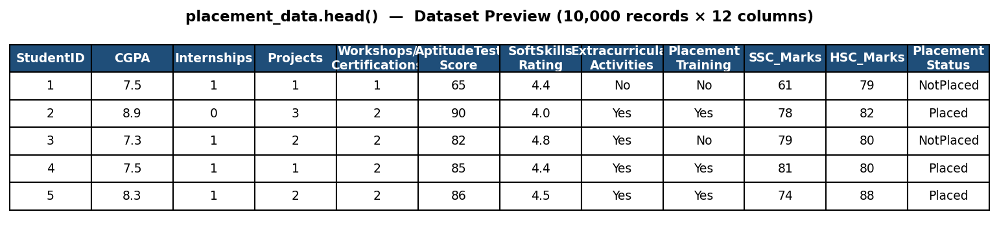 placement_data.head() — Dataset Preview (10,000 records × 12 columns)
StudentID CGPA Internships Projects Workshops/ Certifications AptitudeTest Score SoftSkills Rating Extracurricula Activities Placement Training SSC_Marks HSC_Marks Placement Status
1 7.5 1 1 1 65 4.4 No No 61 79 NotPlaced
2 8.9 0 3 2 90 4.0 Yes Yes 78 82 Placed
3 7.3 1 2 2 82 4.8 Yes No 79 80 NotPlaced
4 7.5 1 1 2 85 4.4 Yes Yes 81 80 Placed
5 8.3 1 2 2 86 4.5 Yes Yes 74 88 Placed